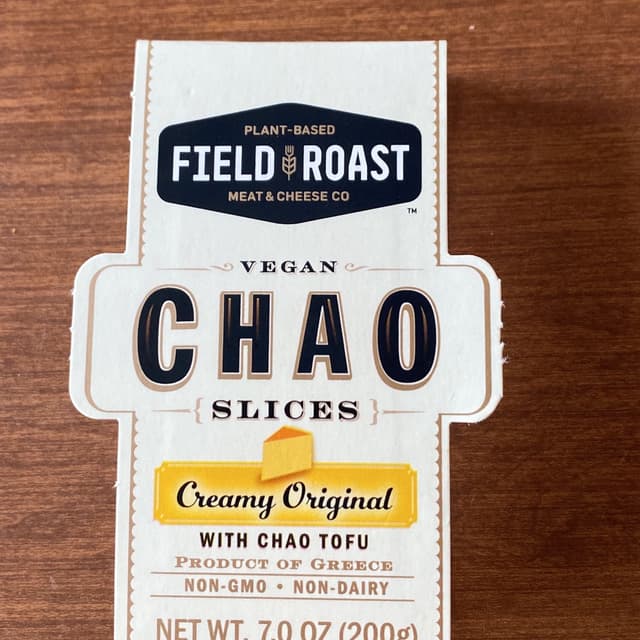 PLANT-BASED
FIELD ROAST
MEAT & CHEESE CO
TM
VEGAN
CHAO
{SLICES}
Creamy Original
WITH CHAO TOFU
PRODUCT OF GREECE
NON-GMO • NON-DAIRY
NET WT. 7.0 OZ (200g)